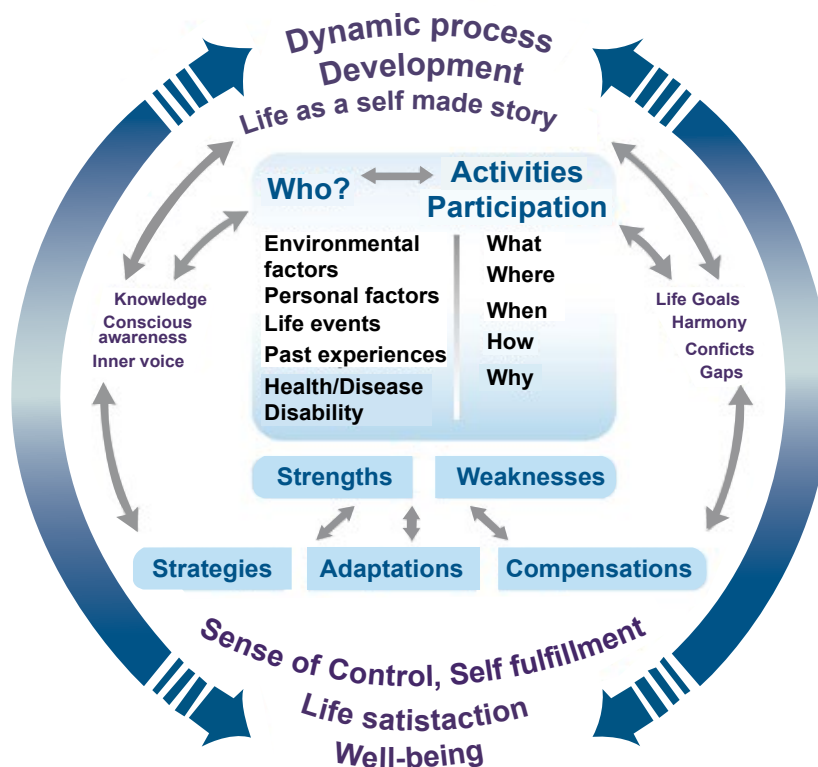 Dynamic process
Development
Life as a self made story
Who?
Activities
Participation
Environmental
factors
Personal factors
Life events
Past experiences
Health/Disease
Disability
What
Where
When
How
Why
Knowledge
Conscious
awareness
Inner voice
Life Goals
Harmony
Conficts
Gaps
Strengths
Weaknesses
Strategies
Adaptations
Compensations
Sense of Control, Self fulfillment
Life satistaction
Well-being